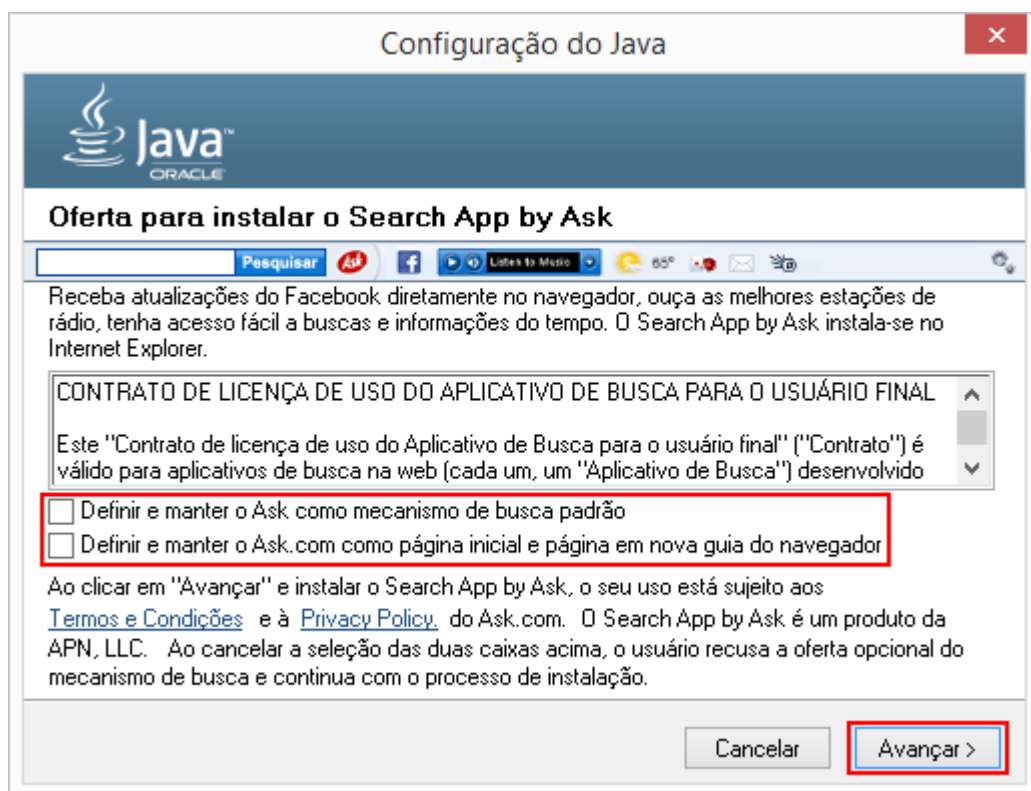 Configuração do Java
Java™
ORACLE
Oferta para instalar o Search App by Ask
Pesquisar Ask Listen to Music 65°
Receba atualizações do Facebook diretamente no navegador, ouça as melhores estações de
rádio, tenha acesso fácil a buscas e informações do tempo. O Search App by Ask instala-se no
Internet Explorer.
CONTRATO DE LICENÇA DE USO DO APLICATIVO DE BUSCA PARA O USUÁRIO FINAL
Este "Contrato de licença de uso do Aplicativo de Busca para o usuário final" ("Contrato") é
válido para aplicativos de busca na web (cada um, um "Aplicativo de Busca") desenvolvido
Definir e manter o Ask como mecanismo de busca padrão
Definir e manter o Ask.com como página inicial e página em nova guia do navegador
Ao clicar em "Avançar" e instalar o Search App by Ask, o seu uso está sujeito aos
Termos e Condições e à Privacy Policy. do Ask.com. O Search App by Ask é um produto da
APN, LLC. Ao cancelar a seleção das duas caixas acima, o usuário recusa a oferta opcional do
mecanismo de busca e continua com o processo de instalação.
Cancelar
Avançar >